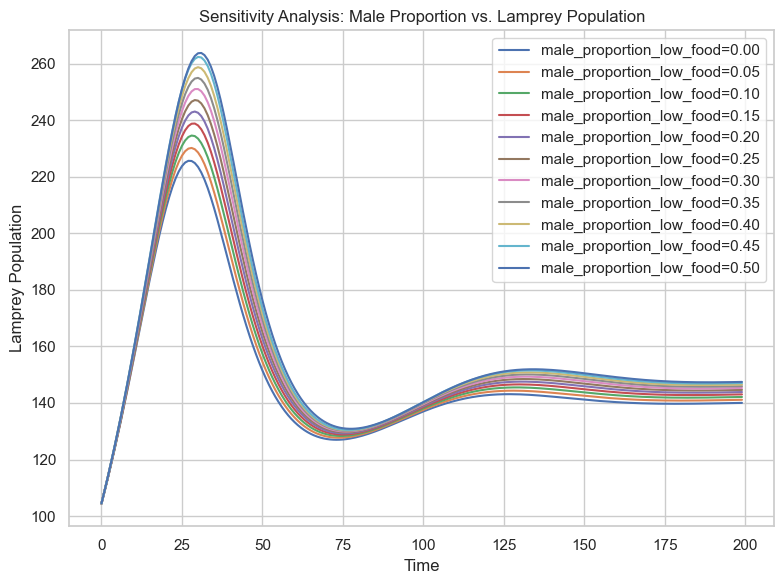 Sensitivity Analysis: Male Proportion vs. Lamprey Population
male_proportion_low_food=0.00
male_proportion_low_food=0.05
male_proportion_low_food=0.10
male_proportion_low_food=0.15
male_proportion_low_food=0.20
male_proportion_low_food=0.25
male_proportion_low_food=0.30
male_proportion_low_food=0.35
male_proportion_low_food=0.40
male_proportion_low_food=0.45
male_proportion_low_food=0.50
Lamprey Population
260
240
220
200
180
160
140
120
100
0 25 50 75 100 125 150 175 200
Time